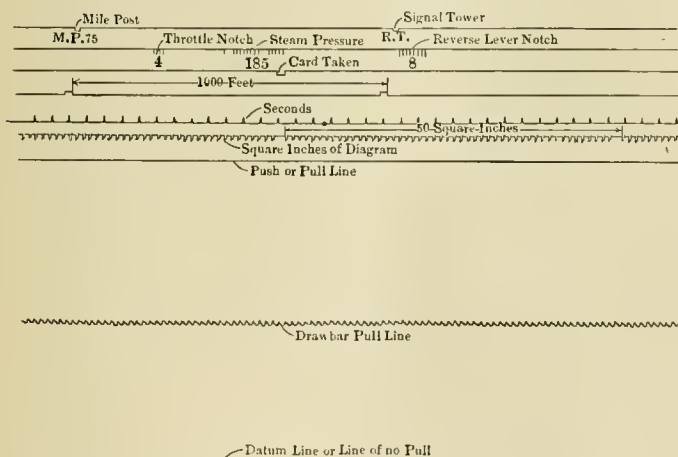 Mile Post
Signal Tower
M.P.75
Throttle Notch
Steam Pressure
R.T.
Reverse Lever Notch
4
185
Card Taken
8
1000 Feet
Seconds
50 Square Inches
Square Inches of Diagram
Push or Pull Line
Drawbar Pull Line
Datum Line or Line of no Pull